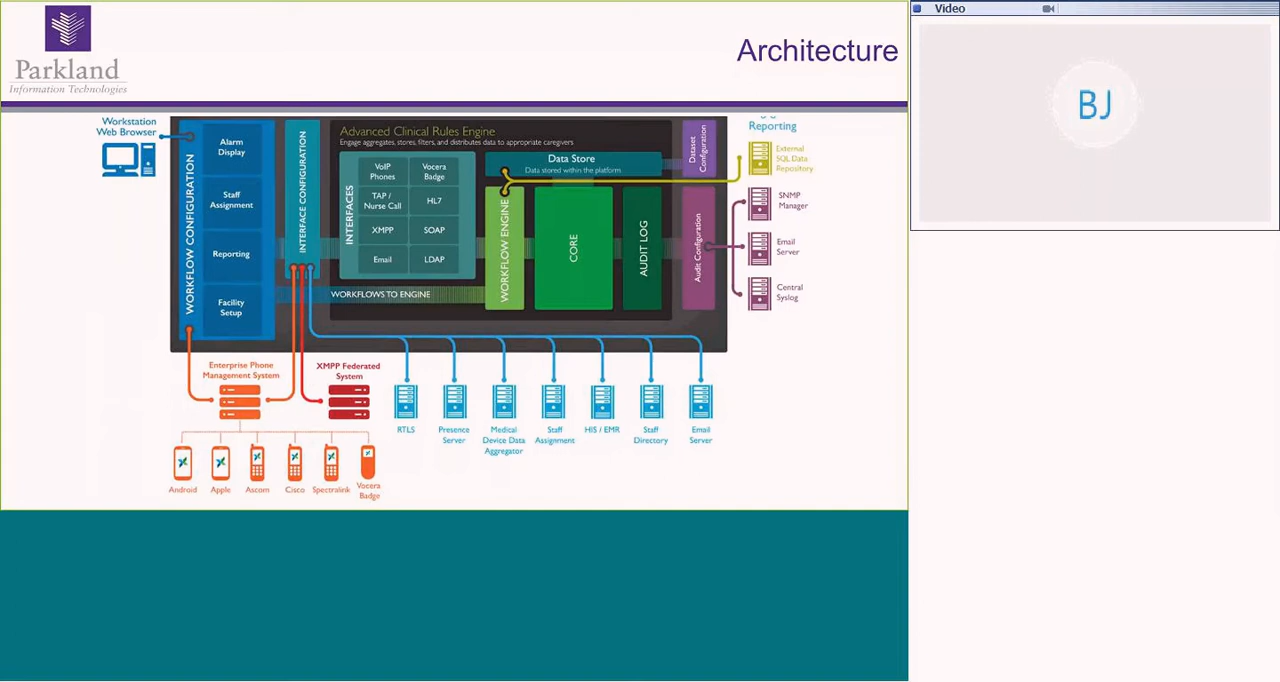 Parkland
Information Technologies
Architecture
Video
BJ
Workstation
Web Browser
WORKFLOW CONFIGURATION
Alarm
Display
Staff
Assignment
Reporting
Facility
Setup
INTERFACE CONFIGURATION
Advanced Clinical Rules Engine
Engage aggregates, stores, filters, and distributes data to appropriate caregivers
INTERFACES
VoIP
Phones
Vocera
Badge
TAP /
Nurse Call
HL7
XMPP
SOAP
Email
LDAP
WORKFLOWS TO ENGINE
Data Store
Data stored within the platform
WORKFLOW ENGINE
CORE
AUDIT LOG
Dataset
Configuration
Audit Configuration
Reporting
External
SQL Data
Repository
SNMP
Manager
Email
Server
Central
Syslog
Enterprise Phone
Management System
XMPP Federated
System
RTLS
Presence
Server
Medical
Device Data
Aggregator
Staff
Assignment
HIS / EMR
Staff
Directory
Email
Server
Android
Apple
Ascom
Cisco
Spectralink
Vocera
Badge